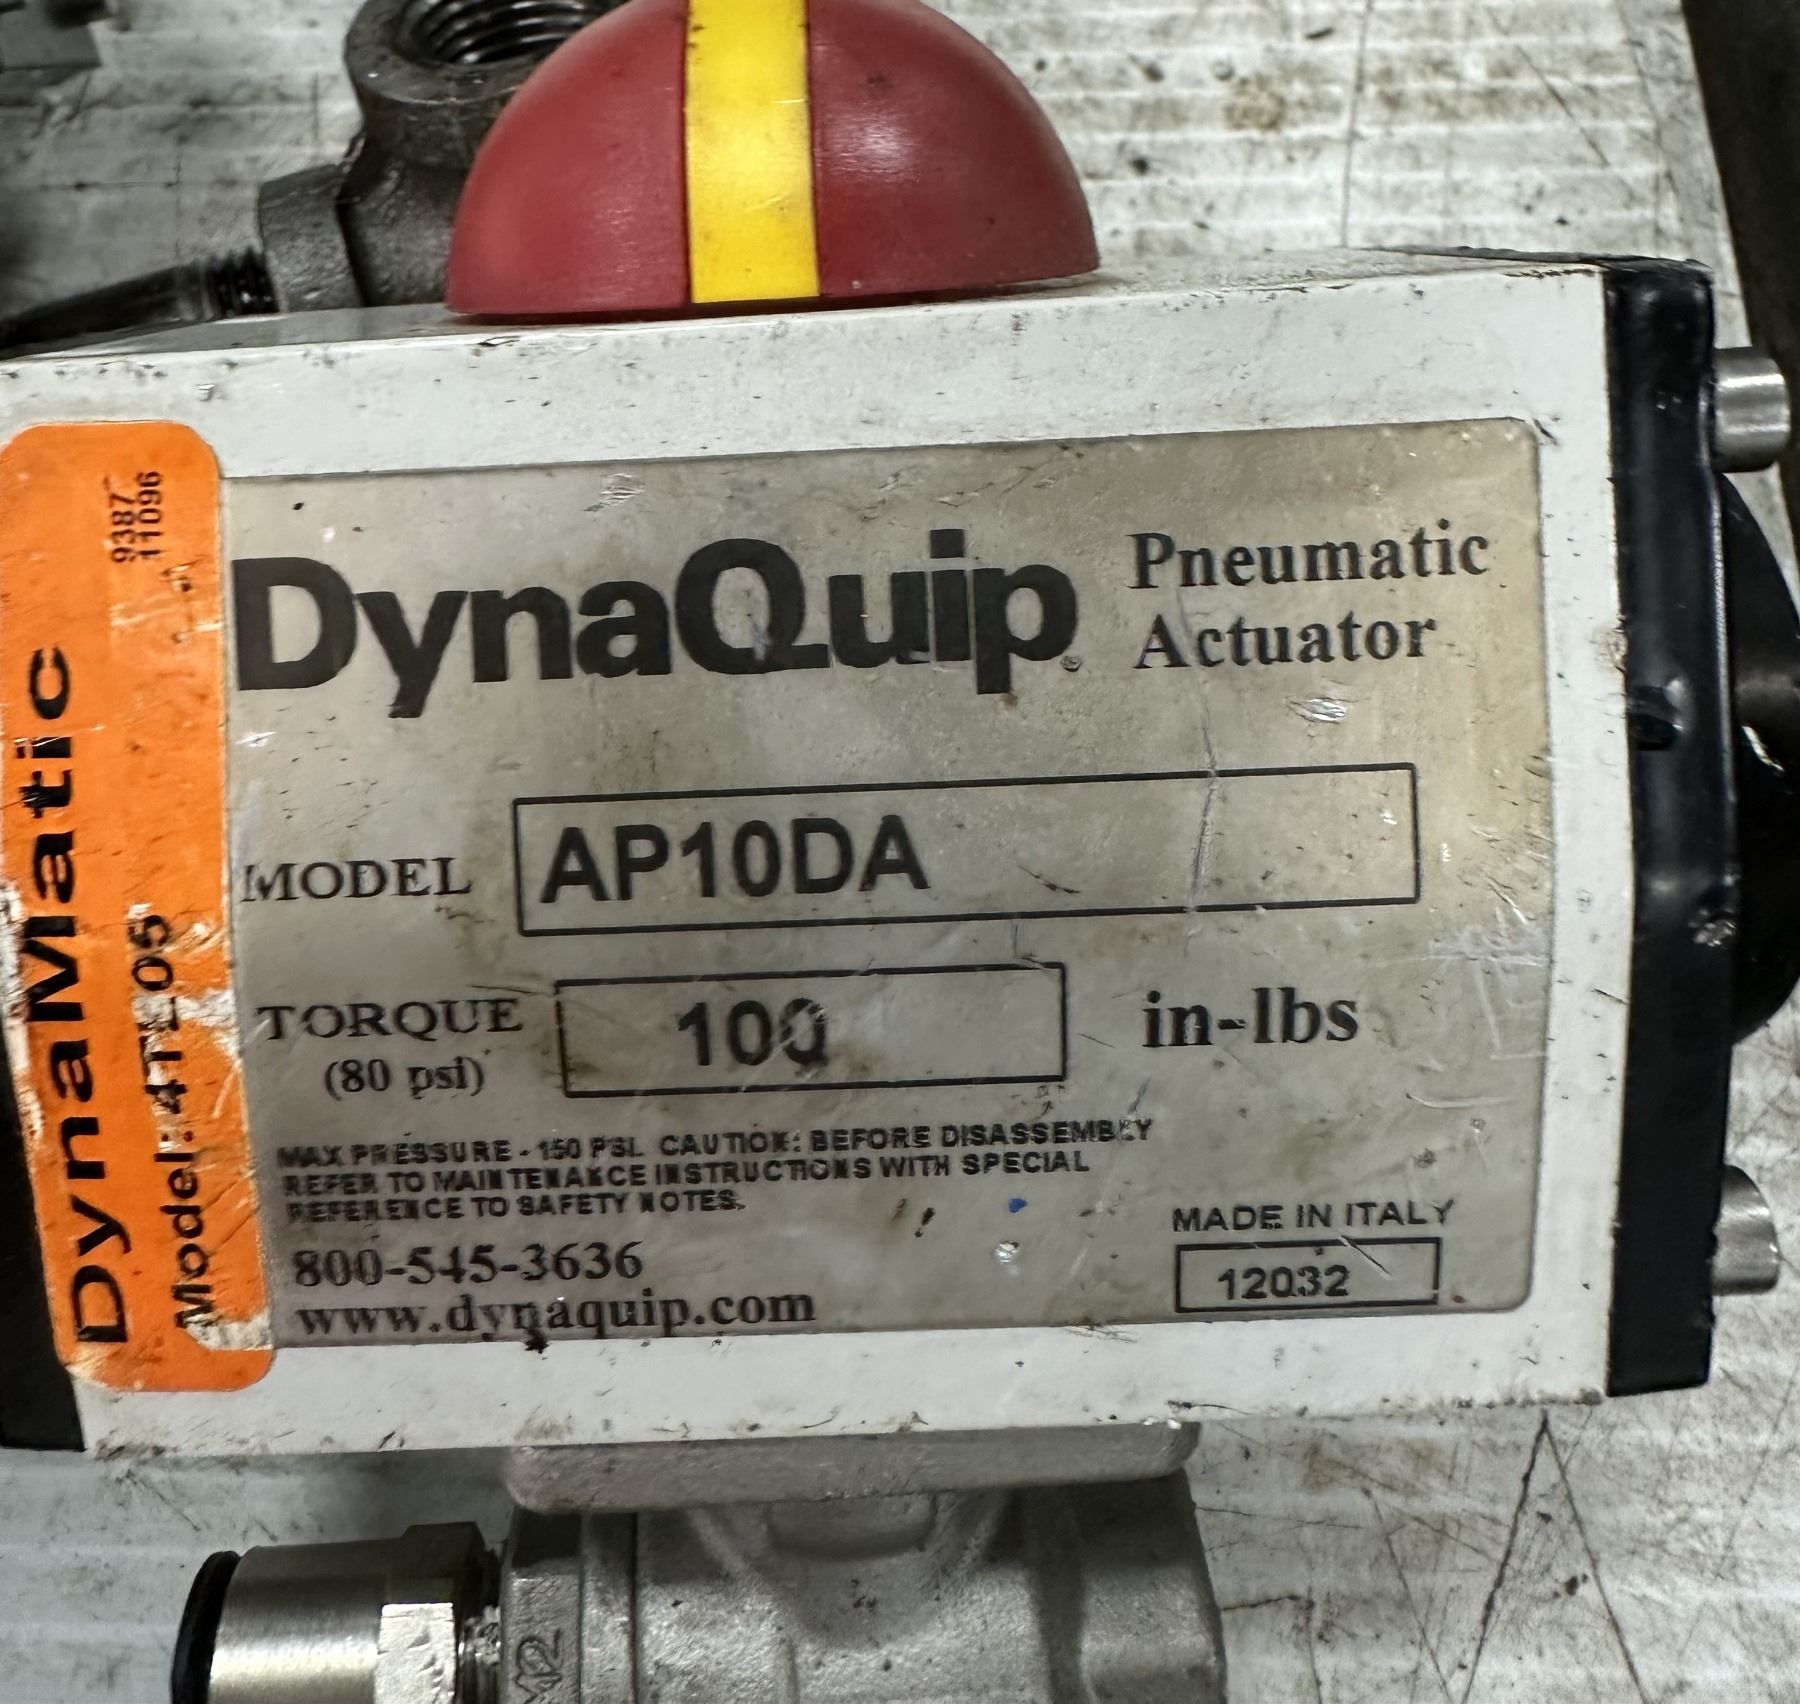 9387
11096
DynaMatic
Model: 4TE05
DynaQuip
Pneumatic
Actuator
MODEL AP10DA
TORQUE 100 in-lbs
(80 psi)
MAX PRESSURE - 150 PSI. CAUTION: BEFORE DISASSEMBLY
REFER TO MAINTENANCE INSTRUCTIONS WITH SPECIAL
REFERENCE TO SAFETY NOTES.
800-545-3636
www.dynaquip.com
MADE IN ITALY
12032